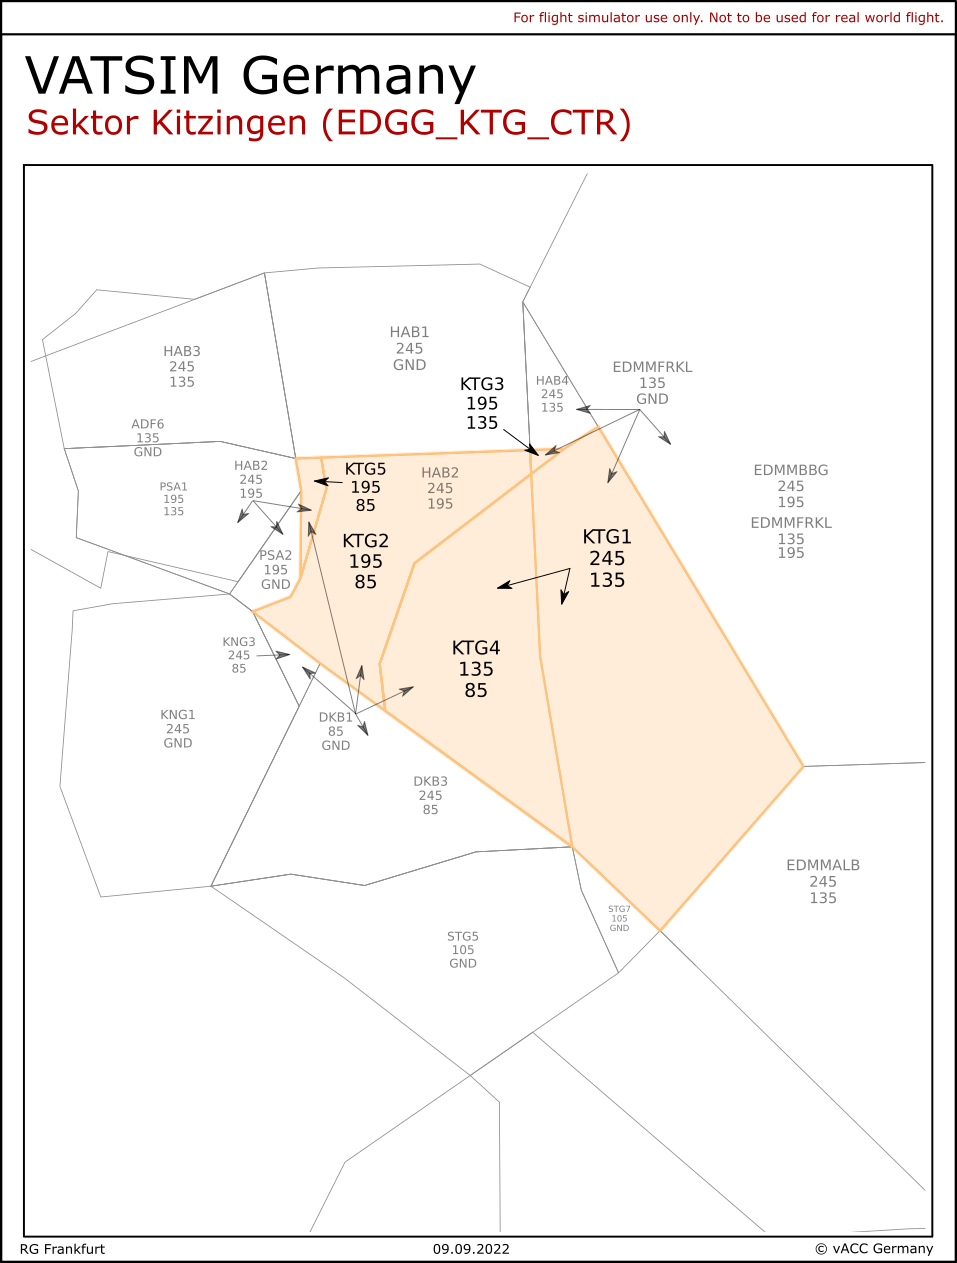 For flight simulator use only. Not to be used for real world flight.
VATSIM Germany
Sektor Kitzingen (EDGG_KTG_CTR)
HAB1
245
GND
HAB3
245
135
KTG3
195
135
HAB4
245
135
EDMMFRKL
135
GND
ADF6
135
GND
HAB2
245
195
PSA1
195
135
KTG5
195
85
HAB2
245
195
EDMMBBG
245
195
EDMMFRKL
135
195
KTG2
195
85
KTG1
245
135
PSA2
195
GND
KNG3
245
85
KTG4
135
85
KNG1
245
GND
DKB1
85
GND
DKB3
245
85
EDMMALB
245
135
STG7
105
GND
STG5
105
GND
RG Frankfurt
09.09.2022
© vACC Germany